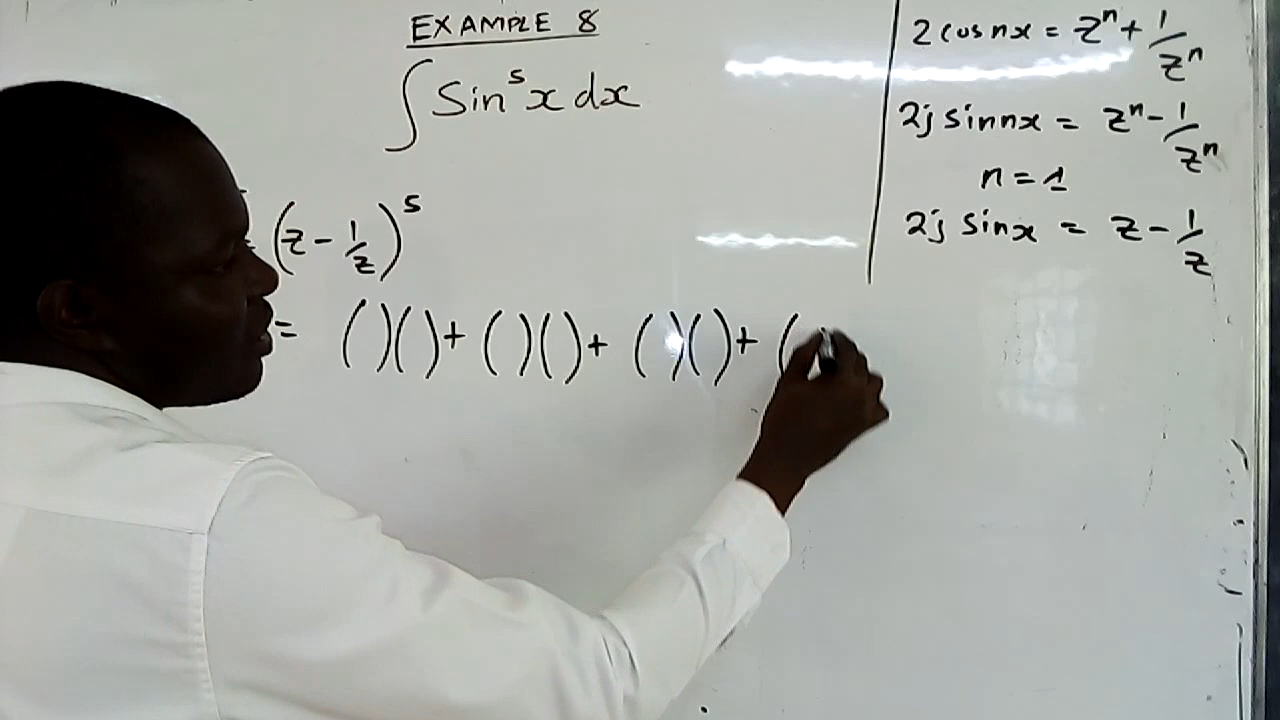 EXAMPLE 8
∫ Sin⁵x dx
= (z - 1/z)⁵
= ( )( ) + ( )( ) + ( )( ) + (
2 cos nx = zⁿ + 1/zⁿ
2j sin nx = zⁿ - 1/zⁿ
n = 1
2j sin x = z - 1/z